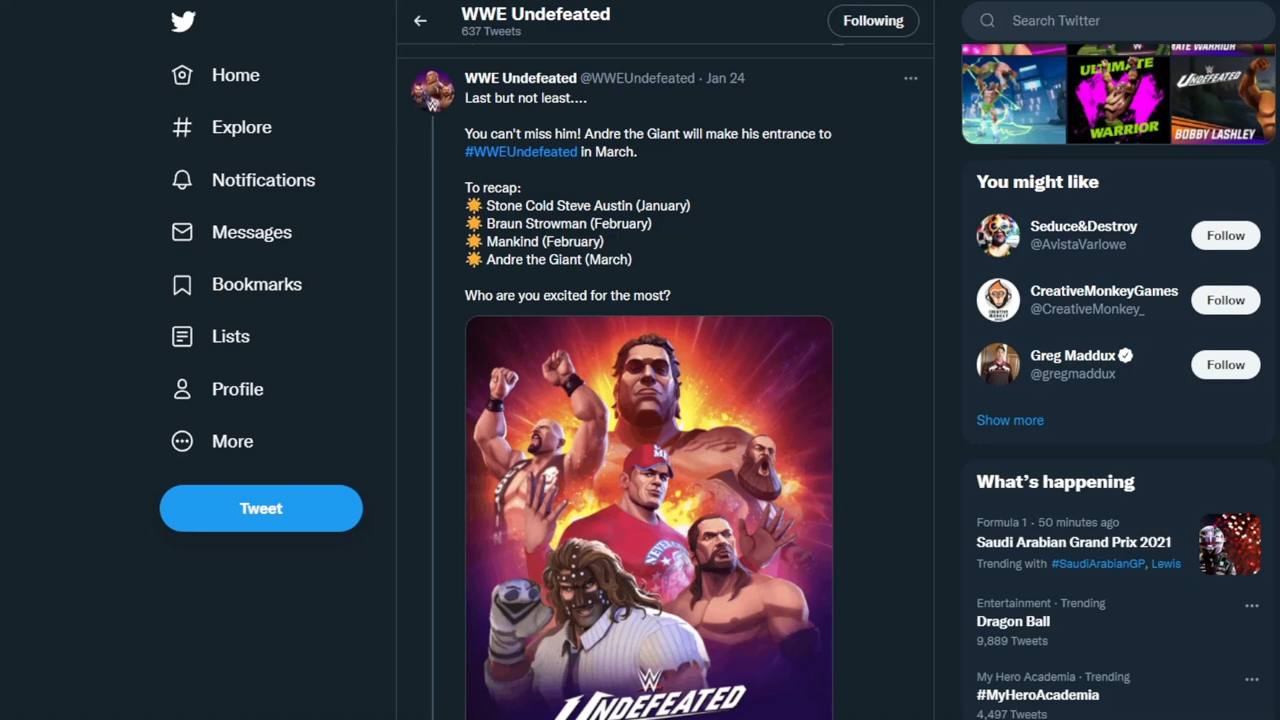 Home
Explore
Notifications
Messages
Bookmarks
Lists
Profile
More
Tweet
WWE Undefeated
637 Tweets
Following
WWE Undefeated @WWEUndefeated · Jan 24
Last but not least....
You can't miss him! Andre the Giant will make his entrance to
#WWEUndefeated in March.
To recap:
Stone Cold Steve Austin (January)
Braun Strowman (February)
Mankind (February)
Andre the Giant (March)
Who are you excited for the most?
NEVER
W
UNDEFEATED
Search Twitter
ULTIMATE
WARRIOR
UNDEFEATED
BOBBY LASHLEY
You might like
Seduce&Destroy
@AvistaVarlowe
Follow
CreativeMonkeyGames
@CreativeMonkey_
Follow
Greg Maddux
@gregmaddux
Follow
Show more
What's happening
Formula 1 · 50 minutes ago
Saudi Arabian Grand Prix 2021
Trending with #SaudiArabianGP, Lewis
Entertainment · Trending
Dragon Ball
9,889 Tweets
My Hero Academia · Trending
#MyHeroAcademia
4,497 Tweets